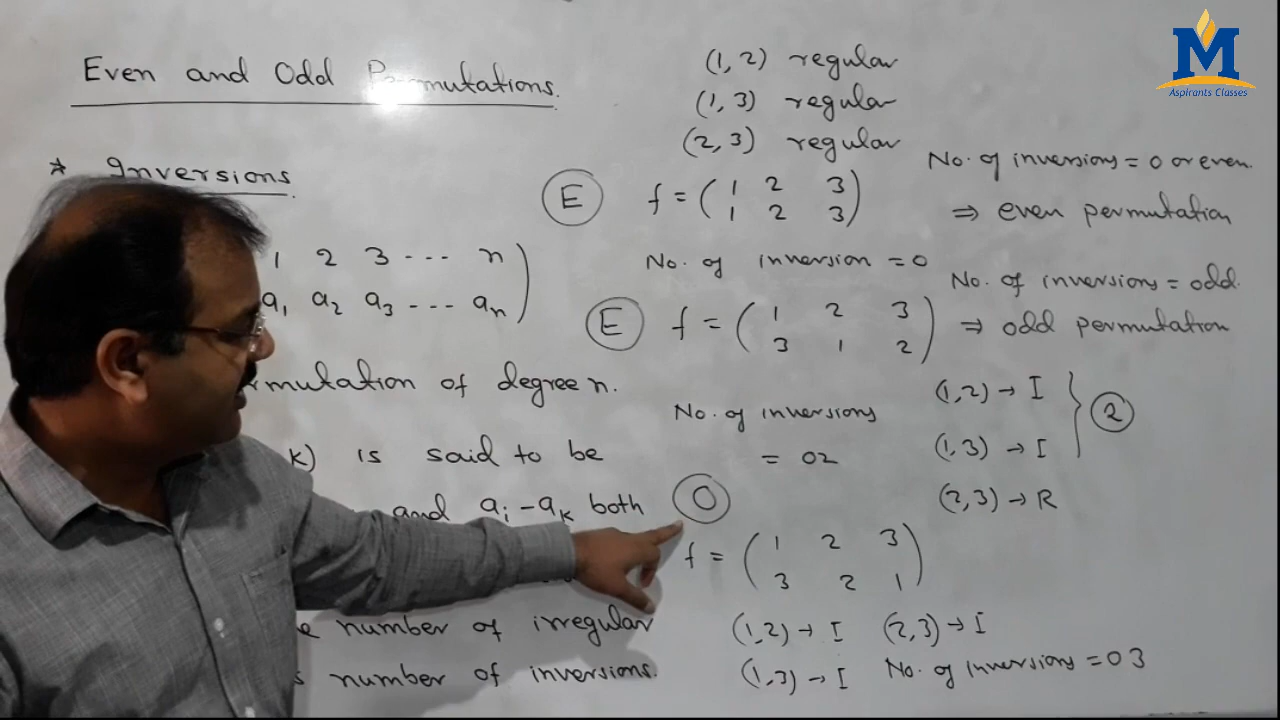 Even and Odd Permutations.
* Inversions
1 2 3 --- n
a1 a2 a3 --- an
rmutation of degree n.
k) is said to be
and ai - ak both
number of irregular
number of inversions.
(1, 2) regular
(1, 3) regular
(2, 3) regular
E f = ( 1 2 3
1 2 3 )
No. of inversion = 0
E f = ( 1 2 3
3 1 2 )
No. of inversions
= 02
O
f = ( 1 2 3
3 2 1 )
(1,2) → I (2,3) → I
(1,3) → I No. of Inversions = 03
No. of inversions = 0 or even.
⇒ even permutation
No. of inversions = odd.
⇒ odd permutation
(1,2) → I
(1,3) → I } 2
(2,3) → R
M
Aspirants Classes